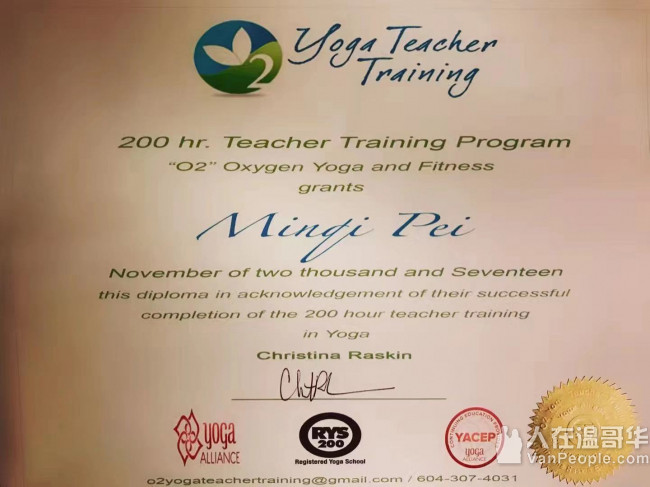 Yoga Teacher
Training
O2
200 hr. Teacher Training Program
"O2" Oxygen Yoga and Fitness
grants
Minqi Pei
November of two thousand and Seventeen
this diploma in acknowledgement of their successful
completion of the 200 hour teacher training
in Yoga
Christina Raskin
yoga
ALLIANCE
RYS
200
Registered Yoga School
CONTINUING EDUCATION
YACEP
yoga
ALLIANCE
人在温哥华
VanPeople.com
o2yogateachertraining@gmail.com / 604-307-4031